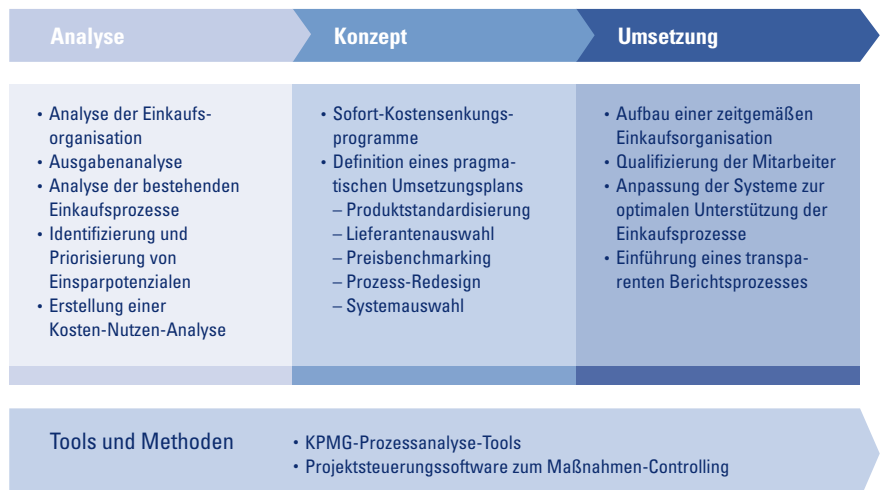 Analyse
Konzept
Umsetzung
• Analyse der Einkaufs-
organisation
• Ausgabenanalyse
• Analyse der bestehenden
Einkaufsprozesse
• Identifizierung und
Priorisierung von
Einsparpotenzialen
• Erstellung einer
Kosten-Nutzen-Analyse
• Sofort-Kostensenkungs-
programme
• Definition eines pragma-
tischen Umsetzungsplans
– Produktstandardisierung
– Lieferantenauswahl
– Preisbenchmarking
– Prozess-Redesign
– Systemauswahl
• Aufbau einer zeitgemäßen
Einkaufsorganisation
• Qualifizierung der Mitarbeiter
• Anpassung der Systeme zur
optimalen Unterstützung der
Einkaufsprozesse
• Einführung eines transpa-
renten Berichtsprozesses
Tools und Methoden
• KPMG-Prozessanalyse-Tools
• Projektsteuerungssoftware zum Maßnahmen-Controlling